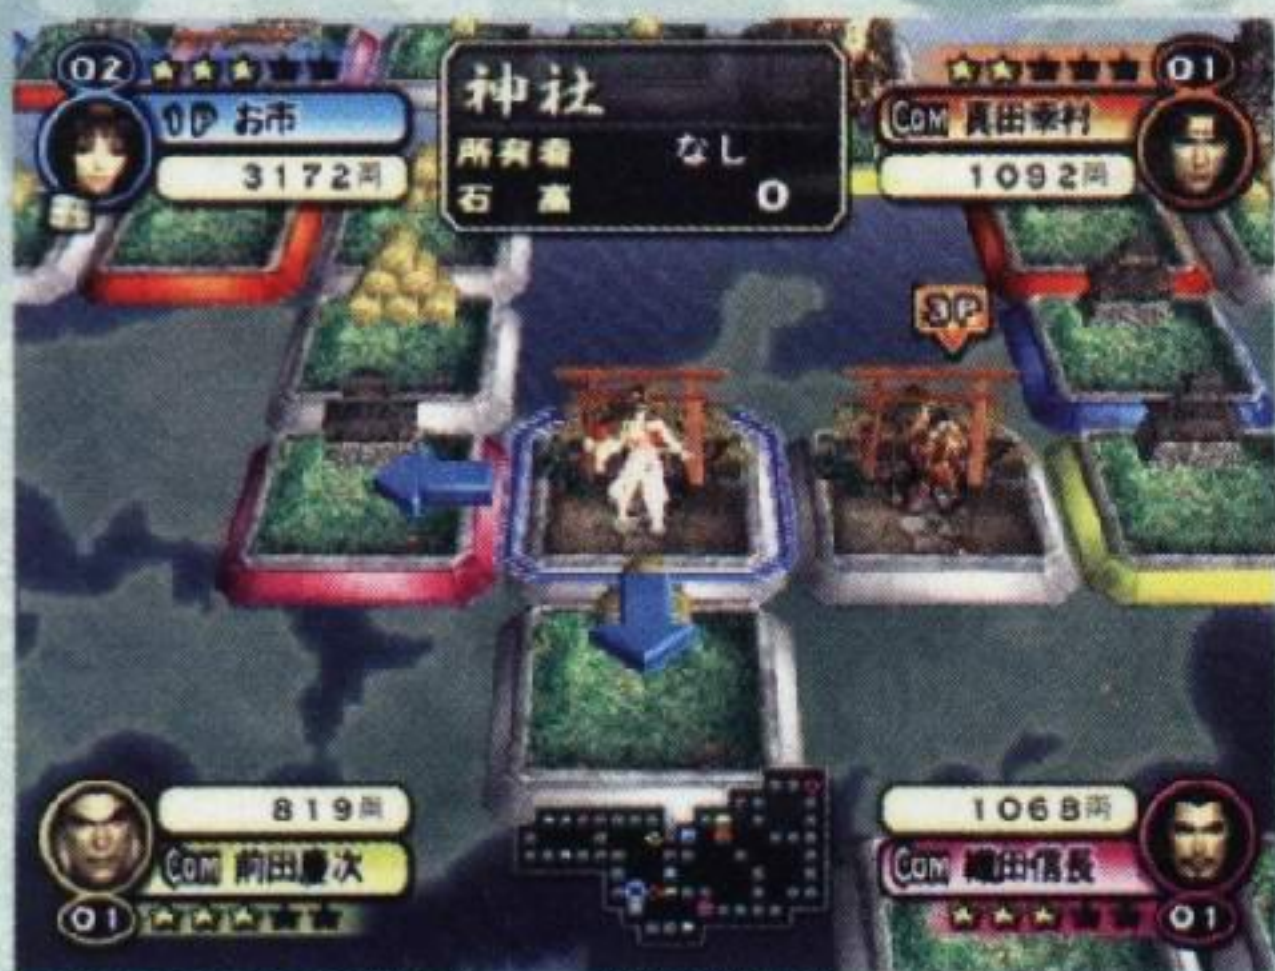 02
1P お市
3172両
神社
所有者 なし
石高 0
01
COM 真田幸村
1092両
3P
819両
COM 前田慶次
01
1068両
COM 織田信長
01